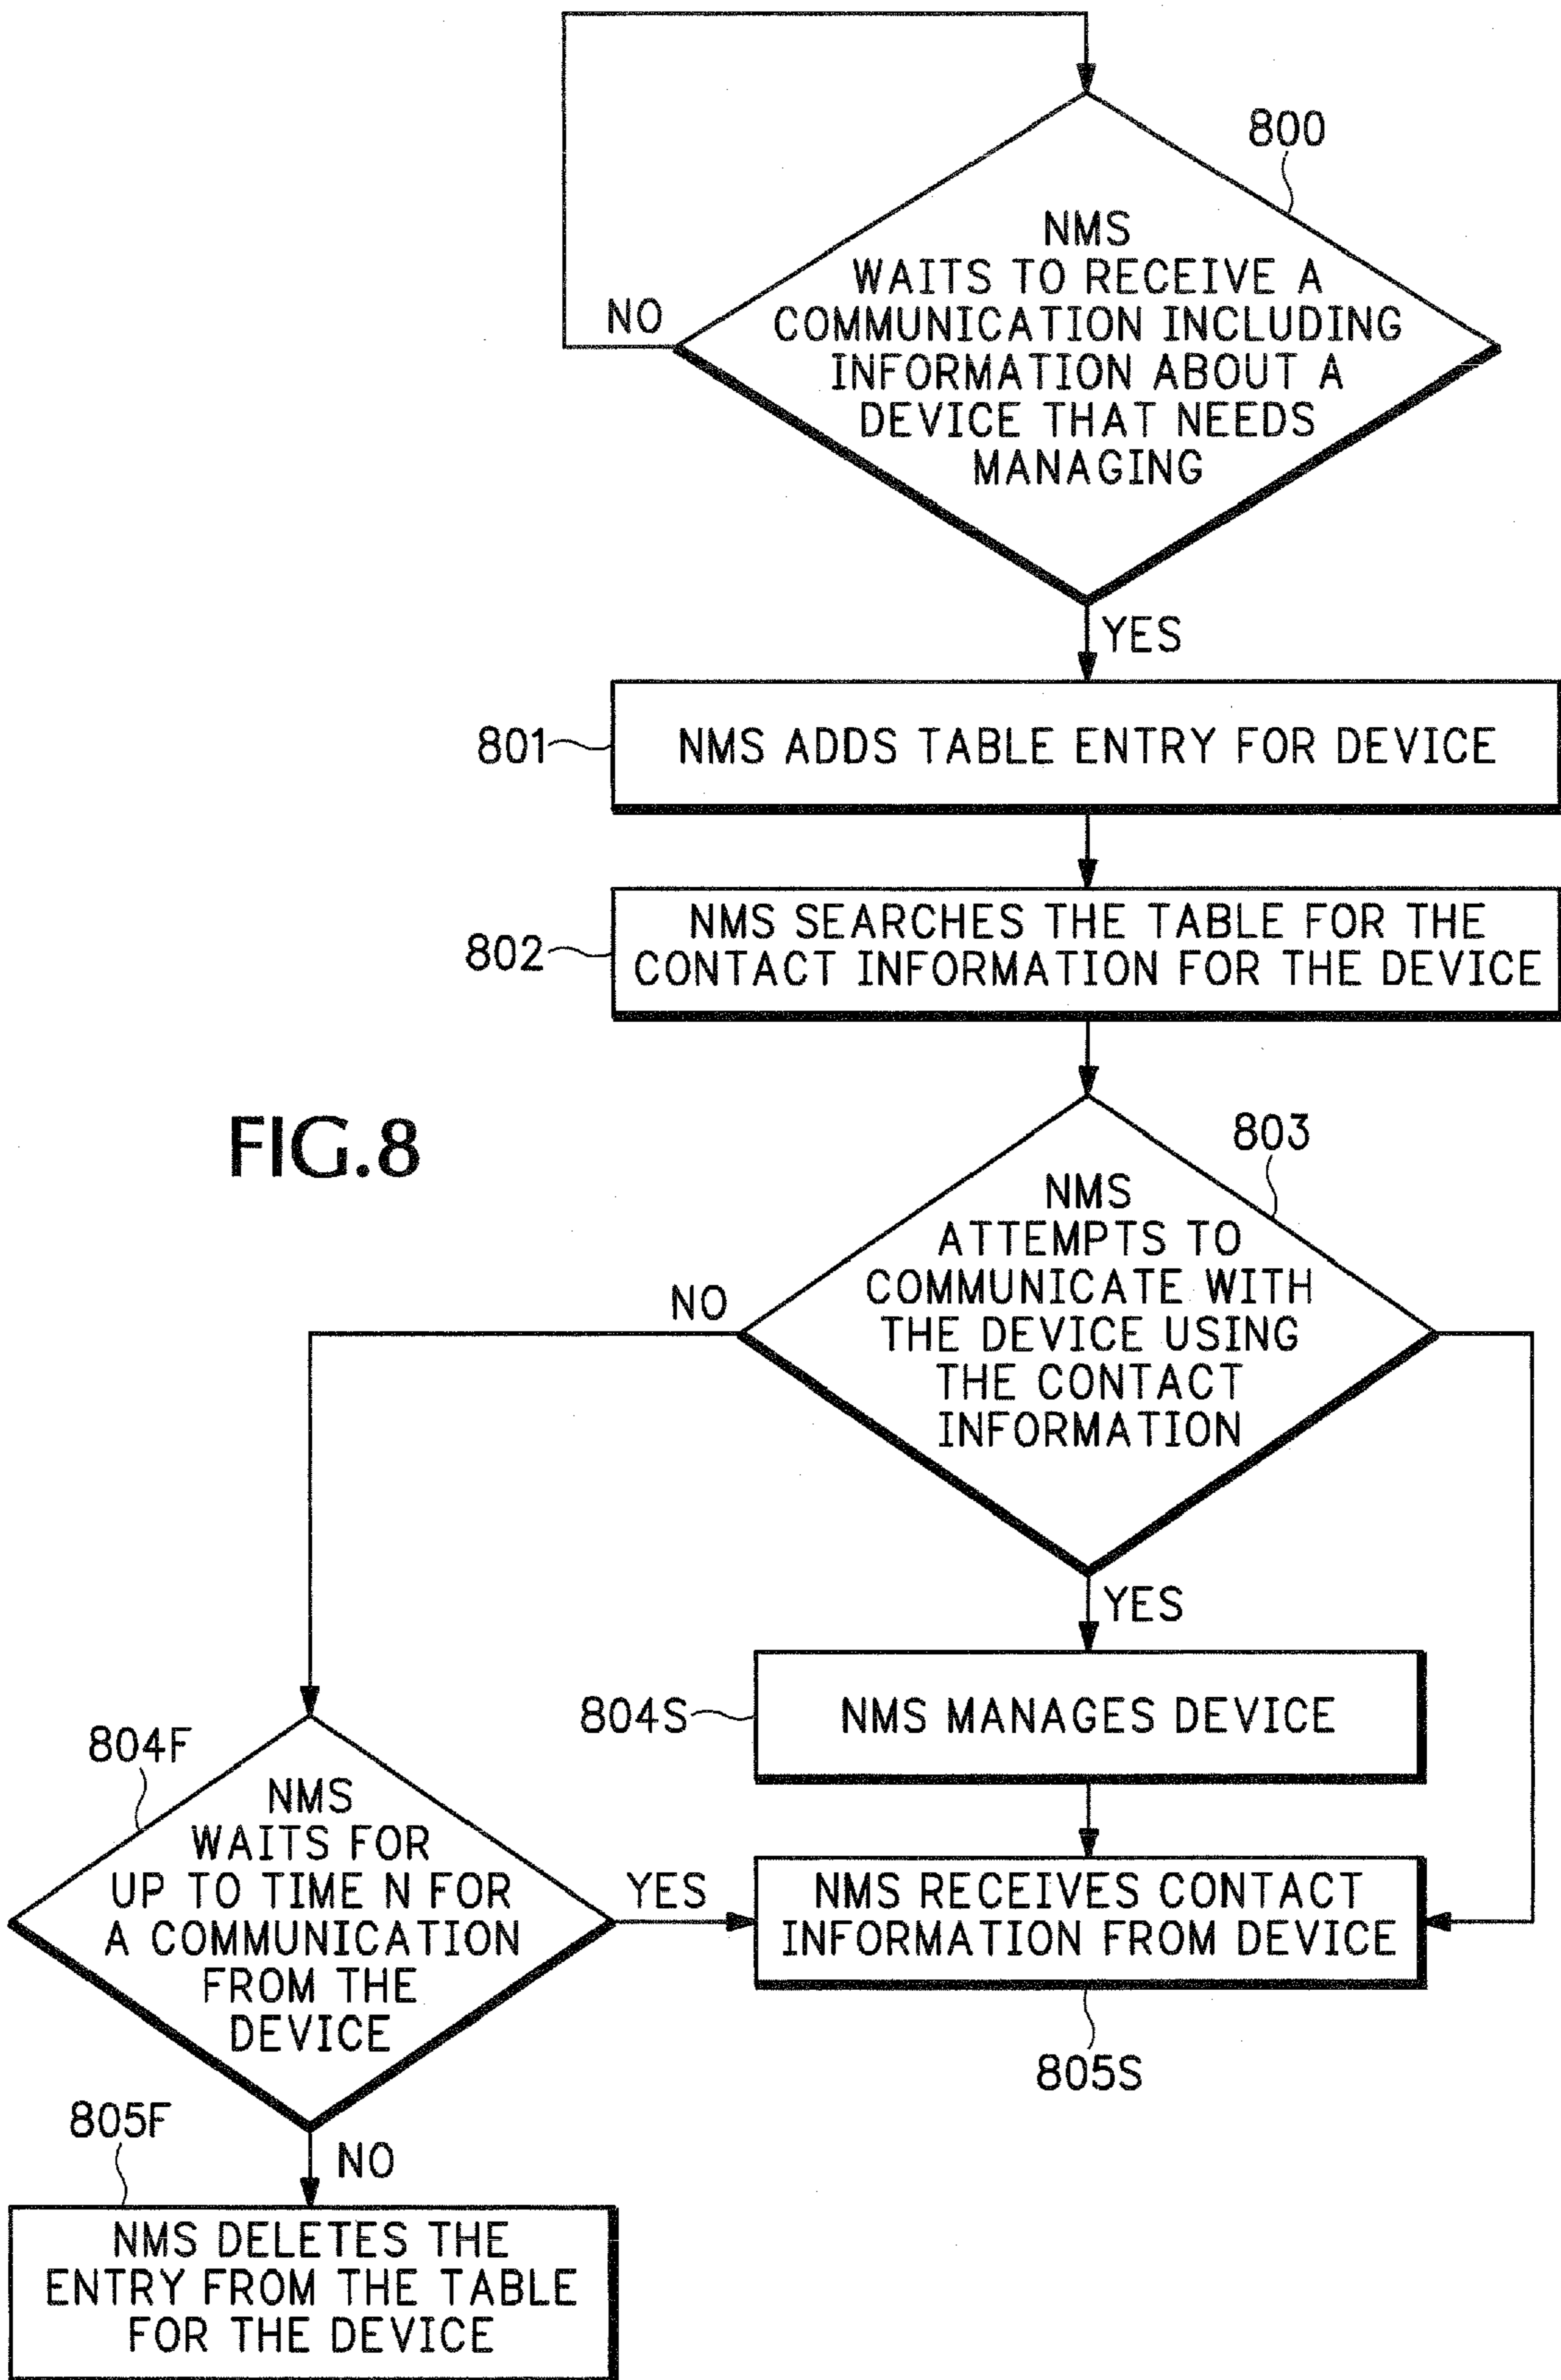 800
NMS
WAITS TO RECEIVE A
COMMUNICATION INCLUDING
INFORMATION ABOUT A
DEVICE THAT NEEDS
MANAGING
NO
YES
801
NMS ADDS TABLE ENTRY FOR DEVICE
802
NMS SEARCHES THE TABLE FOR THE
CONTACT INFORMATION FOR THE DEVICE
FIG.8
803
NMS
ATTEMPTS TO
COMMUNICATE WITH
THE DEVICE USING
THE CONTACT
INFORMATION
NO
YES
804S
NMS MANAGES DEVICE
804F
NMS
WAITS FOR
UP TO TIME N FOR
A COMMUNICATION
FROM THE
DEVICE
YES
NMS RECEIVES CONTACT
INFORMATION FROM DEVICE
805S
805F
NO
NMS DELETES THE
ENTRY FROM THE TABLE
FOR THE DEVICE